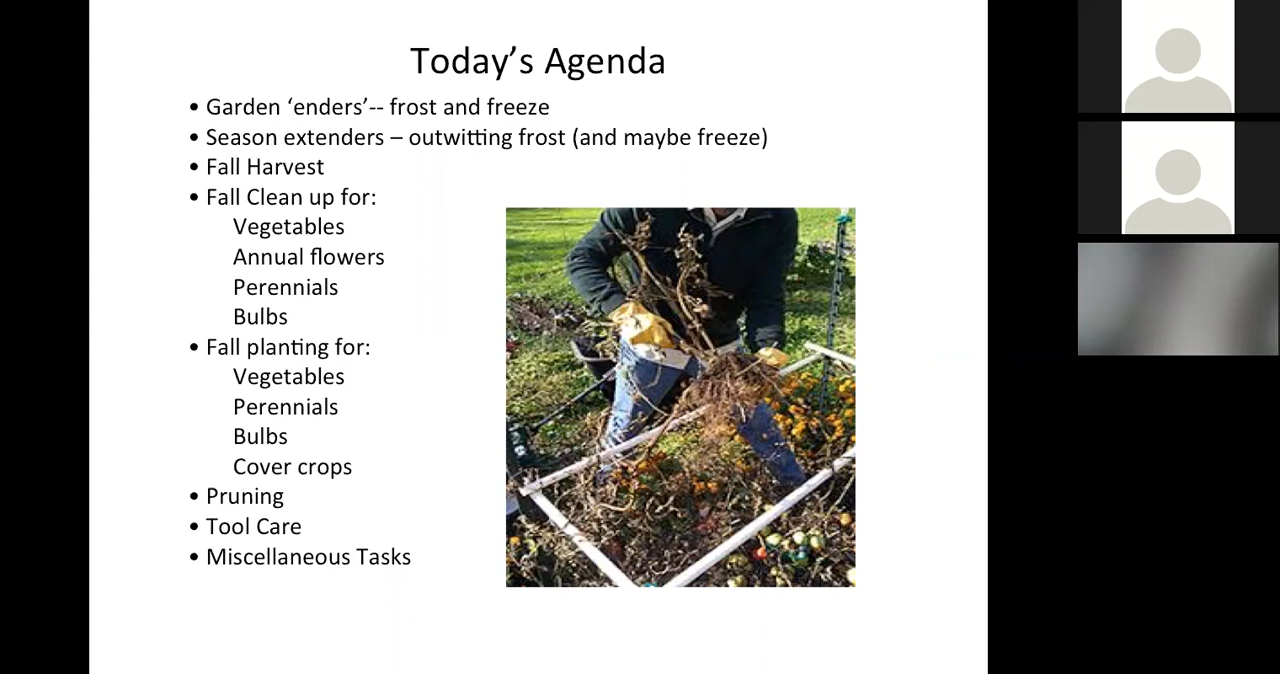 Today’s Agenda
• Garden ‘enders’-- frost and freeze
• Season extenders – outwitting frost (and maybe freeze)
• Fall Harvest
• Fall Clean up for:
Vegetables
Annual flowers
Perennials
Bulbs
• Fall planting for:
Vegetables
Perennials
Bulbs
Cover crops
• Pruning
• Tool Care
• Miscellaneous Tasks